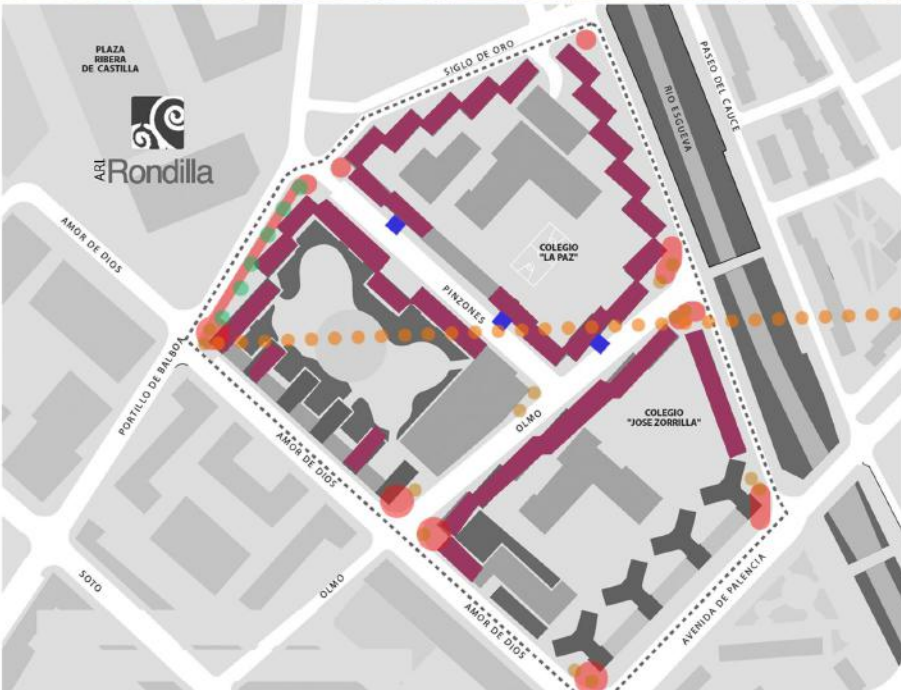 PLAZA
RIBERA
DE CASTILLA
SIGLO DE ORO
PASEO DEL CAUCE
RIO ESGUEVA
ARI Rondilla
AMOR DE DIOS
COLEGIO
"LA PAZ"
PINZONES
PORTILLO DE BALBOA
OLMO
COLEGIO
"JOSE ZORRILLA"
AMOR DE DIOS
SOTO
OLMO
AMOR DE DIOS
AVENIDA DE PALENCIA